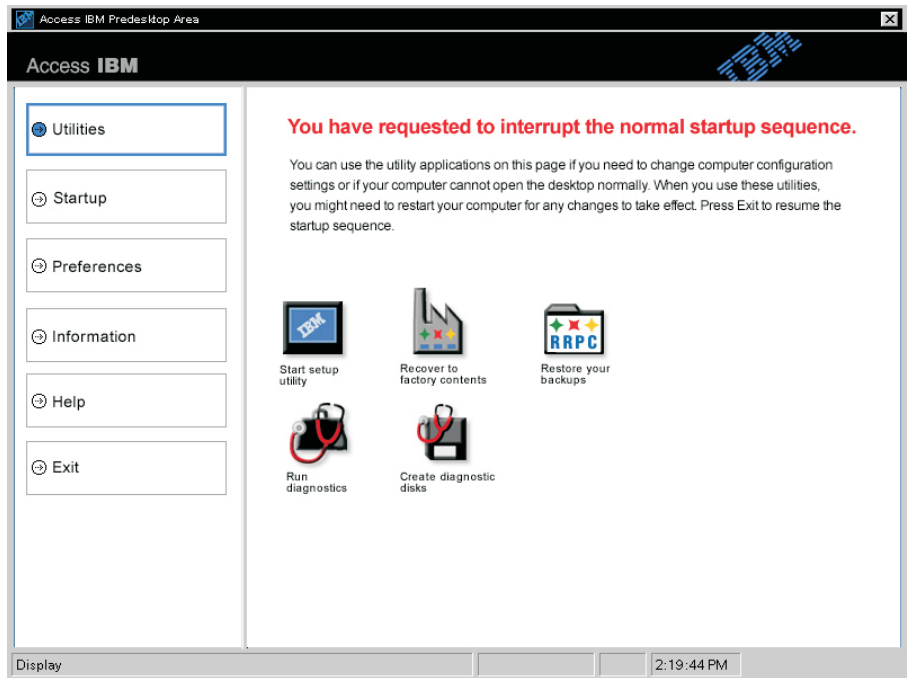 Access IBM Predesktop Area
Access IBM
IBM
Utilities
Startup
Preferences
Information
Help
Exit
You have requested to interrupt the normal startup sequence.
You can use the utility applications on this page if you need to change computer configuration
settings or if your computer cannot open the desktop normally. When you use these utilities,
you might need to restart your computer for any changes to take effect. Press Exit to resume the
startup sequence.
IBM
Start setup
utility
Recover to
factory contents
RRPC
Restore your
backups
Run
diagnostics
Create diagnostic
disks
Display
2:19:44 PM